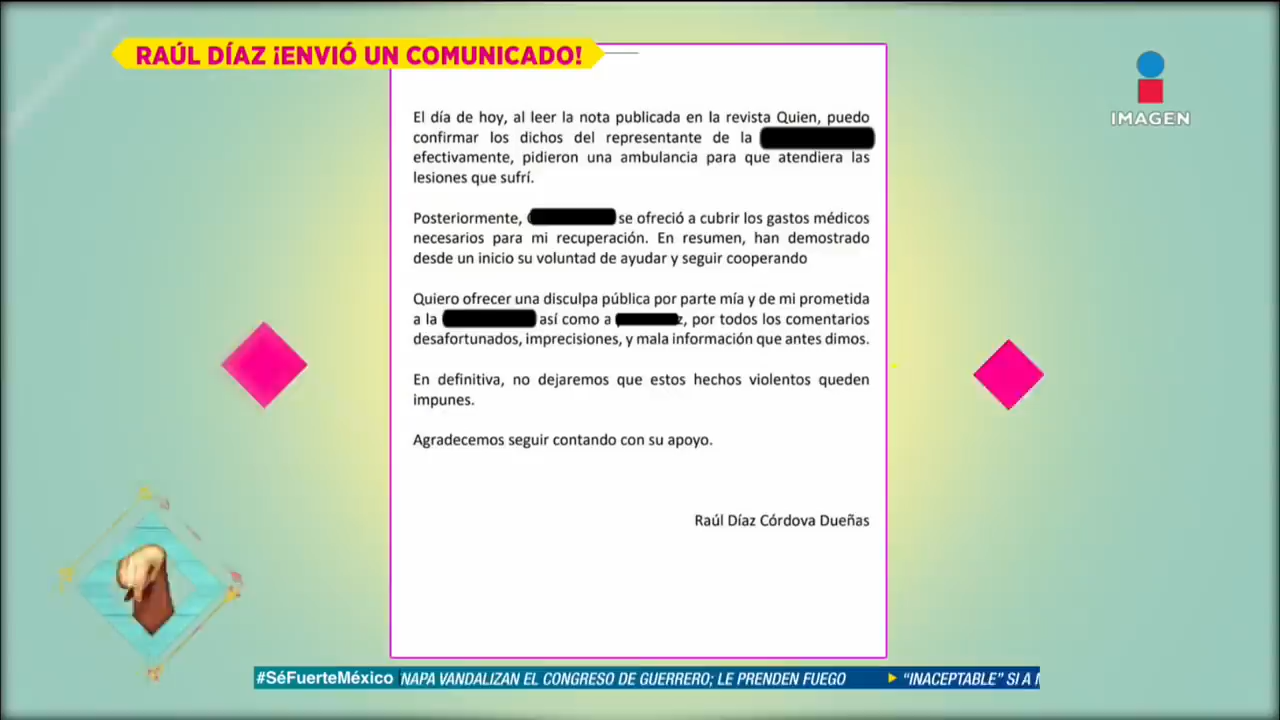 RAÚL DÍAZ ¡ENVIÓ UN COMUNICADO!
IMAGEN
El día de hoy, al leer la nota publicada en la revista Quien, puedo
confirmar los dichos del representante de la
efectivamente, pidieron una ambulancia para que atendiera las
lesiones que sufrí.
Posteriormente, se ofreció a cubrir los gastos médicos
necesarios para mi recuperación. En resumen, han demostrado
desde un inicio su voluntad de ayudar y seguir cooperando
Quiero ofrecer una disculpa pública por parte mía y de mi prometida
a la así como a z, por todos los comentarios
desafortunados, imprecisiones, y mala información que antes dimos.
En definitiva, no dejaremos que estos hechos violentos queden
impunes.
Agradecemos seguir contando con su apoyo.
Raúl Díaz Córdova Dueñas
#SéFuerteMéxico NAPA VANDALIZAN EL CONGRESO DE GUERRERO; LE PRENDEN FUEGO "INACEPTABLE" SI A